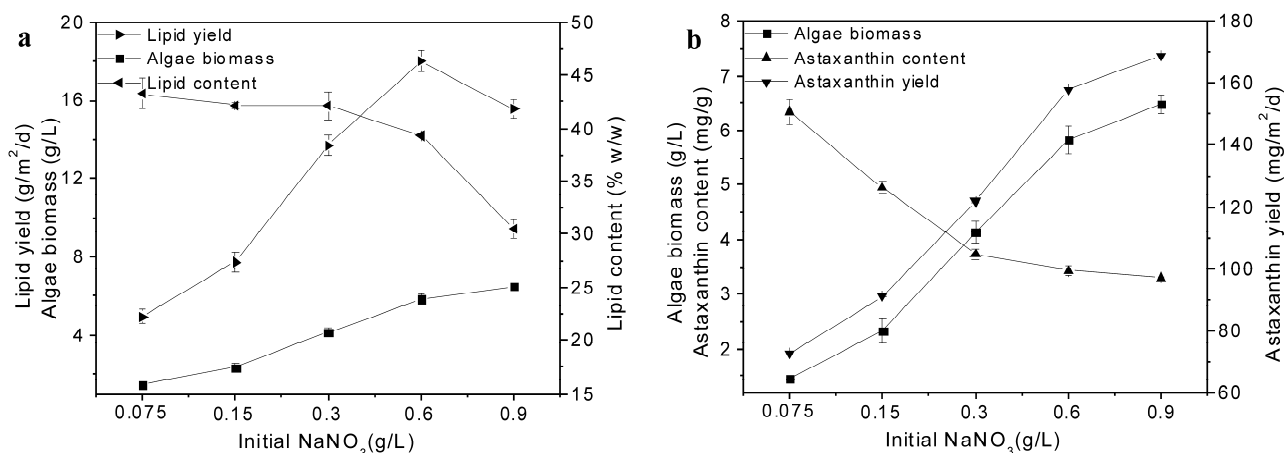 a
Lipid yield
Algae biomass
Lipid content
20
16
12
8
4
50
45
40
35
30
25
20
15
0.075 0.15 0.3 0.6 0.9
Initial NaNO3(g/L)
Lipid yield (g/m2/d)
Algae biomass (g/L)
Lipid content (% w/w)
b
Algae biomass
Astaxanthin content
Astaxanthin yield
8
7
6
5
4
3
2
180
160
140
120
100
80
60
0.075 0.15 0.3 0.6 0.9
Initial NaNO3(g/L)
Algae biomass (g/L)
Astaxanthin content (mg/g)
Astaxanthin yield (mg/m2/d)